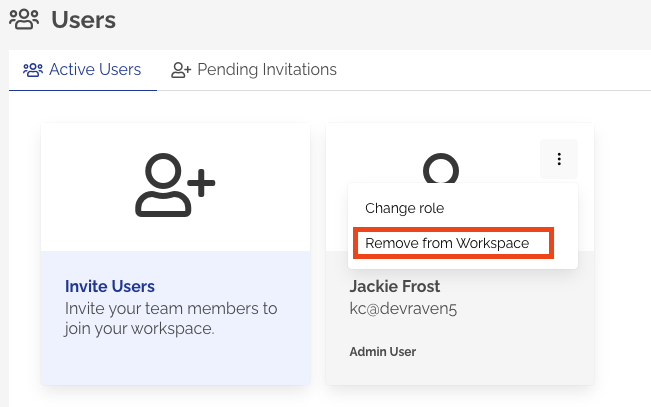 Users
Active Users
Pending Invitations
Change role
Remove from Workspace
Invite Users
Invite your team members to
join your workspace.
Jackie Frost
kc@devraven5
Admin User